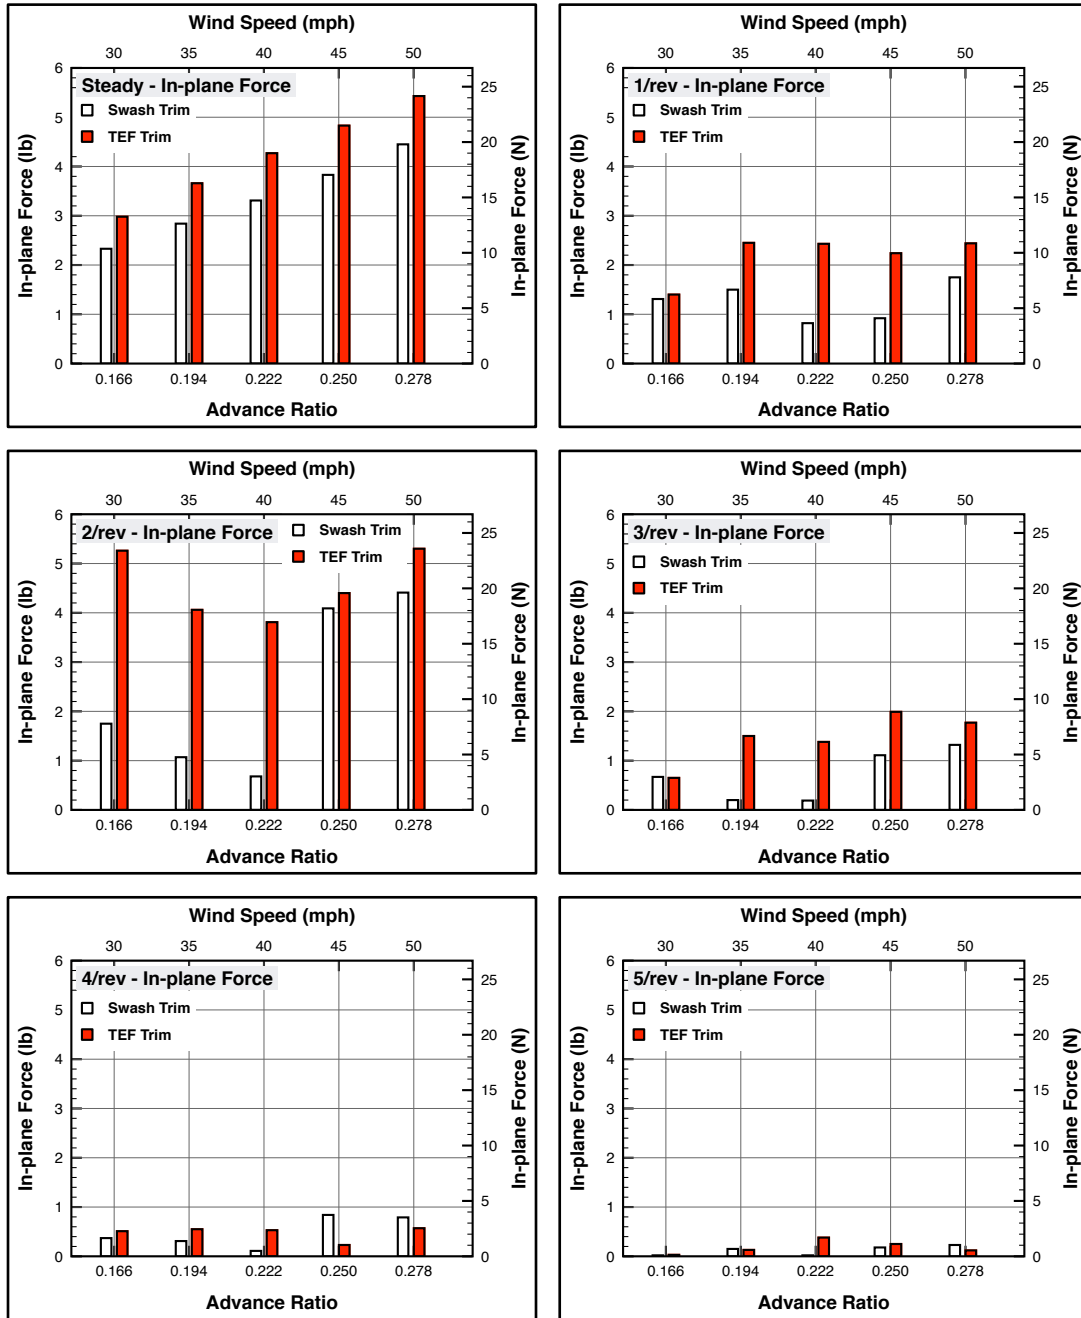 Wind Speed (mph)
30 35 40 45 50
Steady - In-plane Force
Swash Trim
TEF Trim
In-plane Force (lb)
6
5
4
3
2
1
0
In-plane Force (N)
25
20
15
10
5
0
0.166 0.194 0.222 0.250 0.278
Advance Ratio
Wind Speed (mph)
30 35 40 45 50
1/rev - In-plane Force
Swash Trim
TEF Trim
In-plane Force (lb)
6
5
4
3
2
1
0
In-plane Force (N)
25
20
15
10
5
0
0.166 0.194 0.222 0.250 0.278
Advance Ratio
Wind Speed (mph)
30 35 40 45 50
2/rev - In-plane Force
Swash Trim
TEF Trim
In-plane Force (lb)
6
5
4
3
2
1
0
In-plane Force (N)
25
20
15
10
5
0
0.166 0.194 0.222 0.250 0.278
Advance Ratio
Wind Speed (mph)
30 35 40 45 50
3/rev - In-plane Force
Swash Trim
TEF Trim
In-plane Force (lb)
6
5
4
3
2
1
0
In-plane Force (N)
25
20
15
10
5
0
0.166 0.194 0.222 0.250 0.278
Advance Ratio
Wind Speed (mph)
30 35 40 45 50
4/rev - In-plane Force
Swash Trim
TEF Trim
In-plane Force (lb)
6
5
4
3
2
1
0
In-plane Force (N)
25
20
15
10
5
0
0.166 0.194 0.222 0.250 0.278
Advance Ratio
Wind Speed (mph)
30 35 40 45 50
5/rev - In-plane Force
Swash Trim
TEF Trim
In-plane Force (lb)
6
5
4
3
2
1
0
In-plane Force (N)
25
20
15
10
5
0
0.166 0.194 0.222 0.250 0.278
Advance Ratio